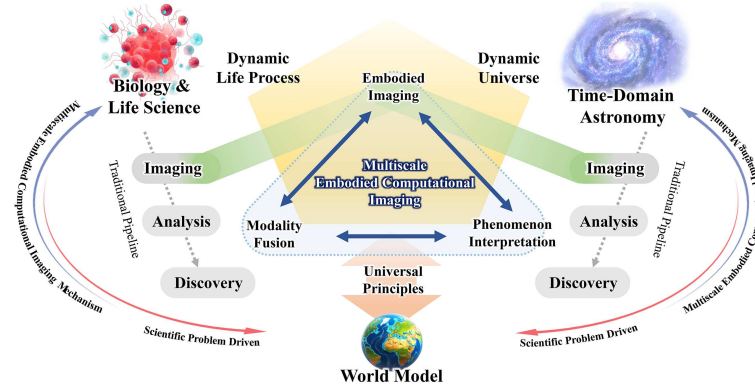 Dynamic
Life Process
Dynamic
Universe
Embodied
Imaging
Biology &
Life Science
Time-Domain
Astronomy
Multiscale Embodied Computational Imaging Mechanism
Traditional Pipeline
Imaging
Analysis
Discovery
Multiscale
Embodied Computational
Imaging
Modality
Fusion
Phenomenon
Interpretation
Imaging
Analysis
Discovery
Traditional Pipeline
Multiscale Embodied
Imaging Mechanism
Universal
Principles
Scientific Problem Driven
Scientific Problem Driven
World Model